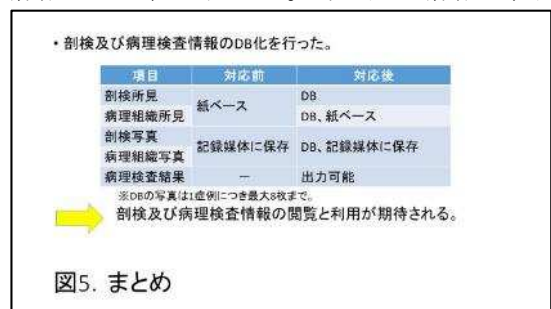 ・剖検及び病理検査情報のDB化を行った。
項目 対応前 対応後
剖検所見 紙ベース DB
病理組織所見 DB、紙ベース
剖検写真 記録媒体に保存 DB、記録媒体に保存
病理組織写真
病理検査結果 － 出力可能
※DBの写真は1症例につき最大8枚まで。
剖検及び病理検査情報の閲覧と利用が期待される。
図5. まとめ